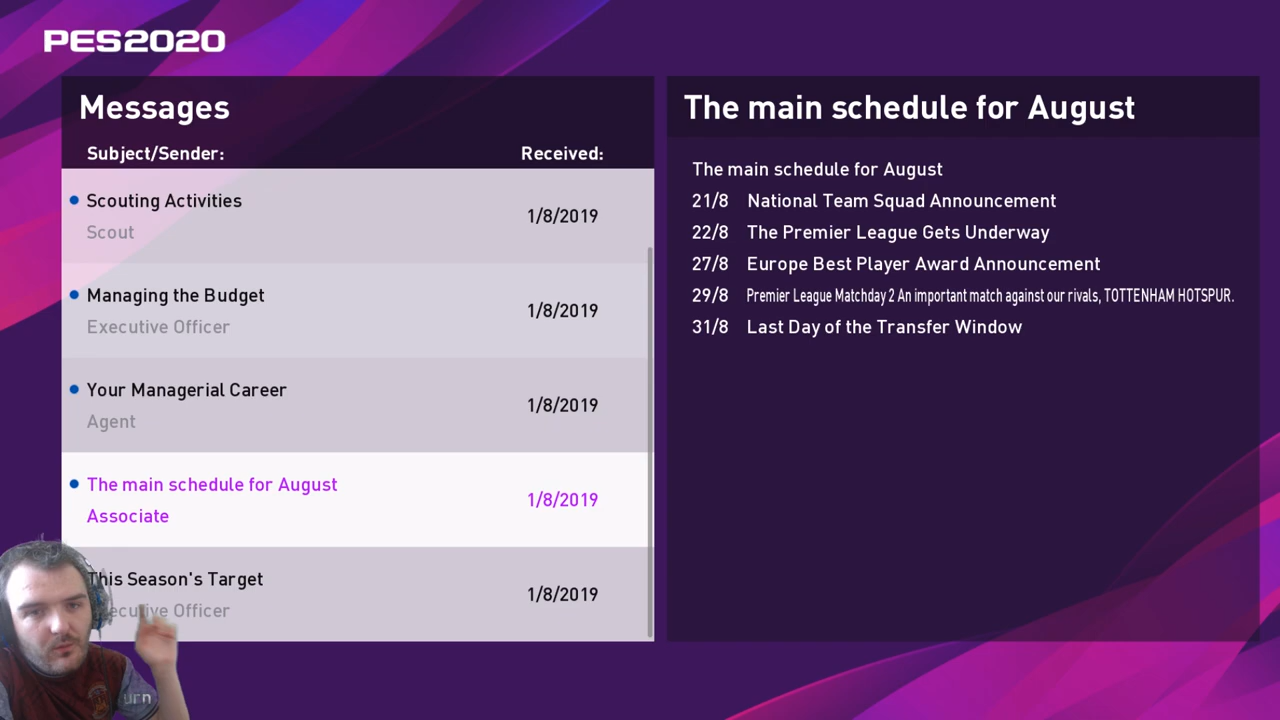 PES2020
Messages
Subject/Sender:
Received:
Scouting Activities
Scout
1/8/2019
Managing the Budget
Executive Officer
1/8/2019
Your Managerial Career
Agent
1/8/2019
The main schedule for August
Associate
1/8/2019
This Season's Target
Officer
1/8/2019
urn
The main schedule for August
The main schedule for August
21/8 National Team Squad Announcement
22/8 The Premier League Gets Underway
27/8 Europe Best Player Award Announcement
29/8 Premier League Matchday 2 An important match against our rivals, TOTTENHAM HOTSPUR.
31/8 Last Day of the Transfer Window